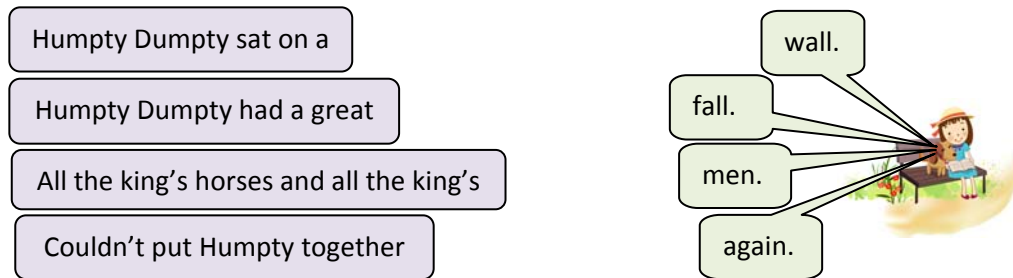 Humpty Dumpty sat on a wall.
Humpty Dumpty had a great fall.
All the king’s horses and all the king’s men.
Couldn’t put Humpty together again.